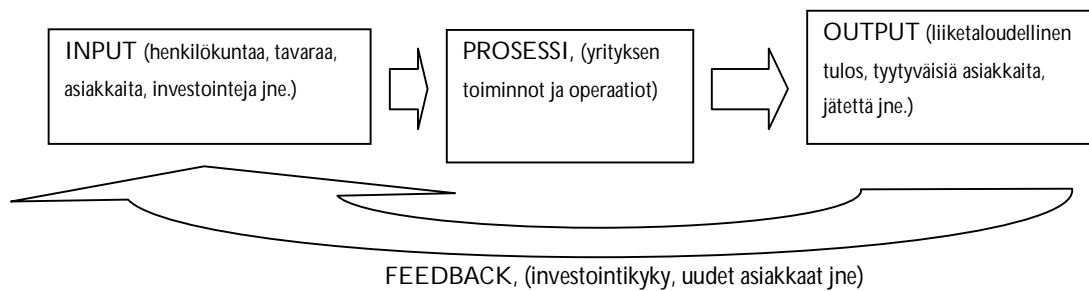 INPUT (henkilökuntaa, tavaraa,
asiakkaita, investointeja jne.)
PROSESSI, (yrityksen
toiminnot ja operaatiot)
OUTPUT (liiketaloudellinen
tulos, tyytyväisiä asiakkaita,
jätettä jne.)
FEEDBACK, (investointikyky, uudet asiakkaat jne)